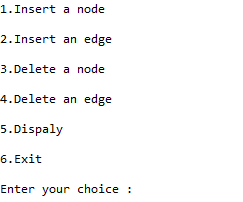 1.Insert a node
2.Insert an edge
3.Delete a node
4.Delete an edge
5.Dispaly
6.Exit
Enter your choice :